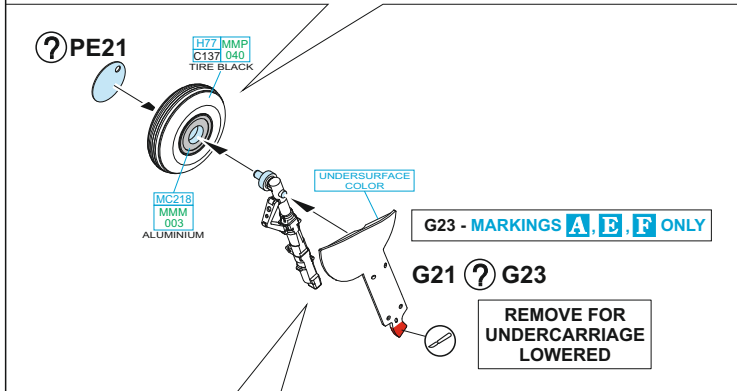 ? PE21
H77 MMP
C137 040
TIRE BLACK
MC218
MMM
003
ALUMINIUM
UNDERSURFACE
COLOR
G23 - MARKINGS A, E, F ONLY
G21 ? G23
REMOVE FOR
UNDERCARRIAGE
LOWERED